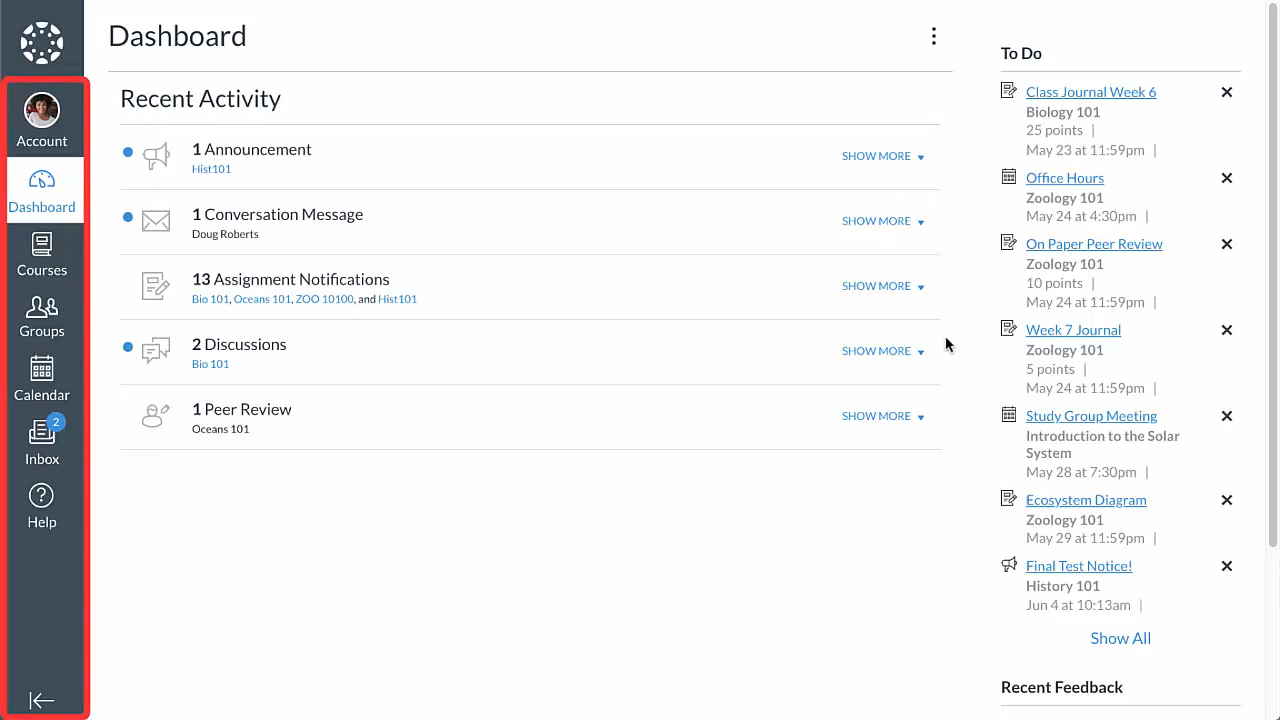 Account
Dashboard
Courses
Groups
Calendar
2
Inbox
Help
Dashboard
Recent Activity
1 Announcement
Hist101
SHOW MORE
1 Conversation Message
Doug Roberts
SHOW MORE
13 Assignment Notifications
Bio 101, Oceans 101, ZOO 10100, and Hist101
SHOW MORE
2 Discussions
Bio 101
SHOW MORE
1 Peer Review
Oceans 101
SHOW MORE
To Do
Class Journal Week 6
Biology 101
25 points |
May 23 at 11:59pm |
Office Hours
Zoology 101
May 24 at 4:30pm |
On Paper Peer Review
Zoology 101
10 points |
May 24 at 11:59pm |
Week 7 Journal
Zoology 101
5 points |
May 24 at 11:59pm |
Study Group Meeting
Introduction to the Solar
System
May 28 at 7:30pm |
Ecosystem Diagram
Zoology 101
May 29 at 11:59pm |
Final Test Notice!
History 101
Jun 4 at 10:13am |
Show All
Recent Feedback